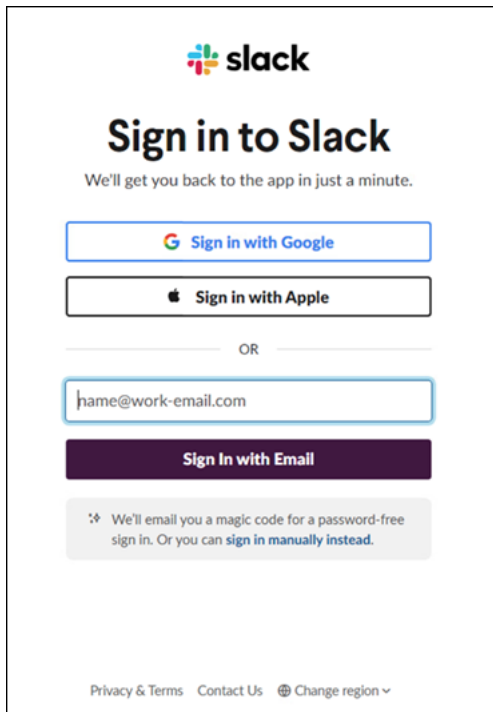 slack
Sign in to Slack
We'll get you back to the app in just a minute.
Sign in with Google
Sign in with Apple
OR
name@work-email.com
Sign In with Email
We'll email you a magic code for a password-free
sign in. Or you can sign in manually instead.
Privacy & Terms Contact Us Change region